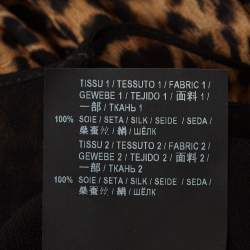 TISSU 1 / TESSUTO 1 / FABRIC 1 /
GEWEBE 1 / TEJIDO 1 / 面料 1 /
一部 / ТКАНЬ 1
100% SOIE / SETA / SILK / SEIDE / SEDA /
桑蚕丝 / 絹 / ШЁЛК
TISSU 2 / TESSUTO 2 / FABRIC 2 /
GEWEBE 2 / TEJIDO 2 / 面料 2 /
一部 / ТКАНЬ 2
100% SOIE / SETA / SILK / SEIDE / SEDA /
桑蚕丝 / 絹 / ШЁЛК